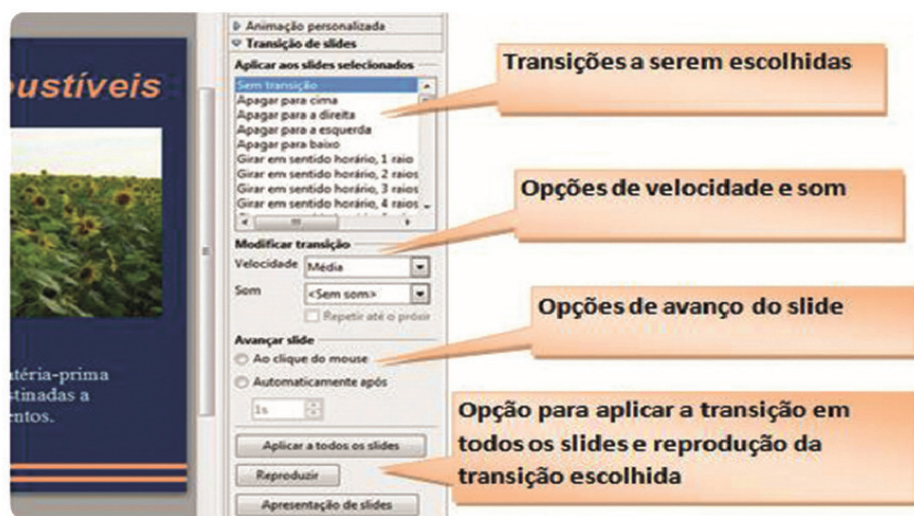 Animação personalizada
Transição de slides
Aplicar aos slides selecionados
Sem transição
Apagar para cima
Apagar para a direita
Apagar para a esquerda
Apagar para baixo
Girar em sentido horário, 1 raio
Girar em sentido horário, 2 raios
Girar em sentido horário, 3 raios
Girar em sentido horário, 4 raios
Modificar transição
Velocidade Média
Som <Sem som>
Repetir até o próxir
Avançar slide
Ao clique do mouse
Automaticamente após
1s
Aplicar a todos os slides
Reproduzir
Apresentação de slides
ustíveis
téria-prima
tinadas a
ntos.
Transições a serem escolhidas
Opções de velocidade e som
Opções de avanço do slide
Opção para aplicar a transição em
todos os slides e reprodução da
transição escolhida